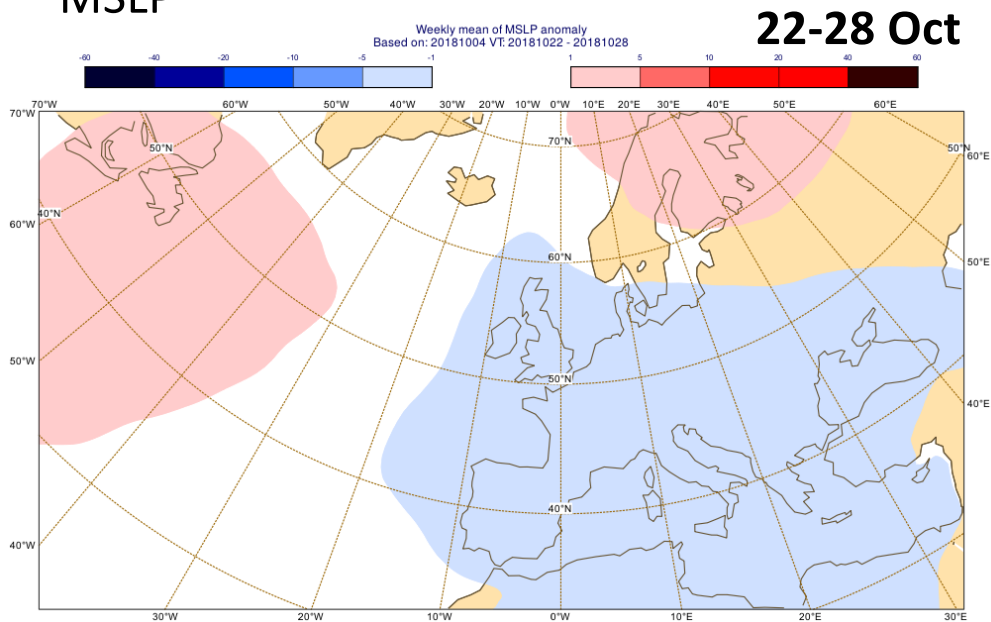 MSLP
22-28 Oct
Weekly mean of MSLP anomaly
Based on: 20181004 VT: 20181022 - 20181028
-60 -40 -20 -10 -5 -1 1 5 10 20 40 60
70°W 60°W 50°W 40°W 30°W 20°W 10°W 0°W 10°E 20°E 30°E 40°E 50°E 60°E
70°W
70°N
50°N
50°N
60°E
40°N
60°W
60°N
50°E
50°W
50°N
40°E
40°N
40°W
30°W 20°W 10°W 0°W 10°E 20°E 30°E